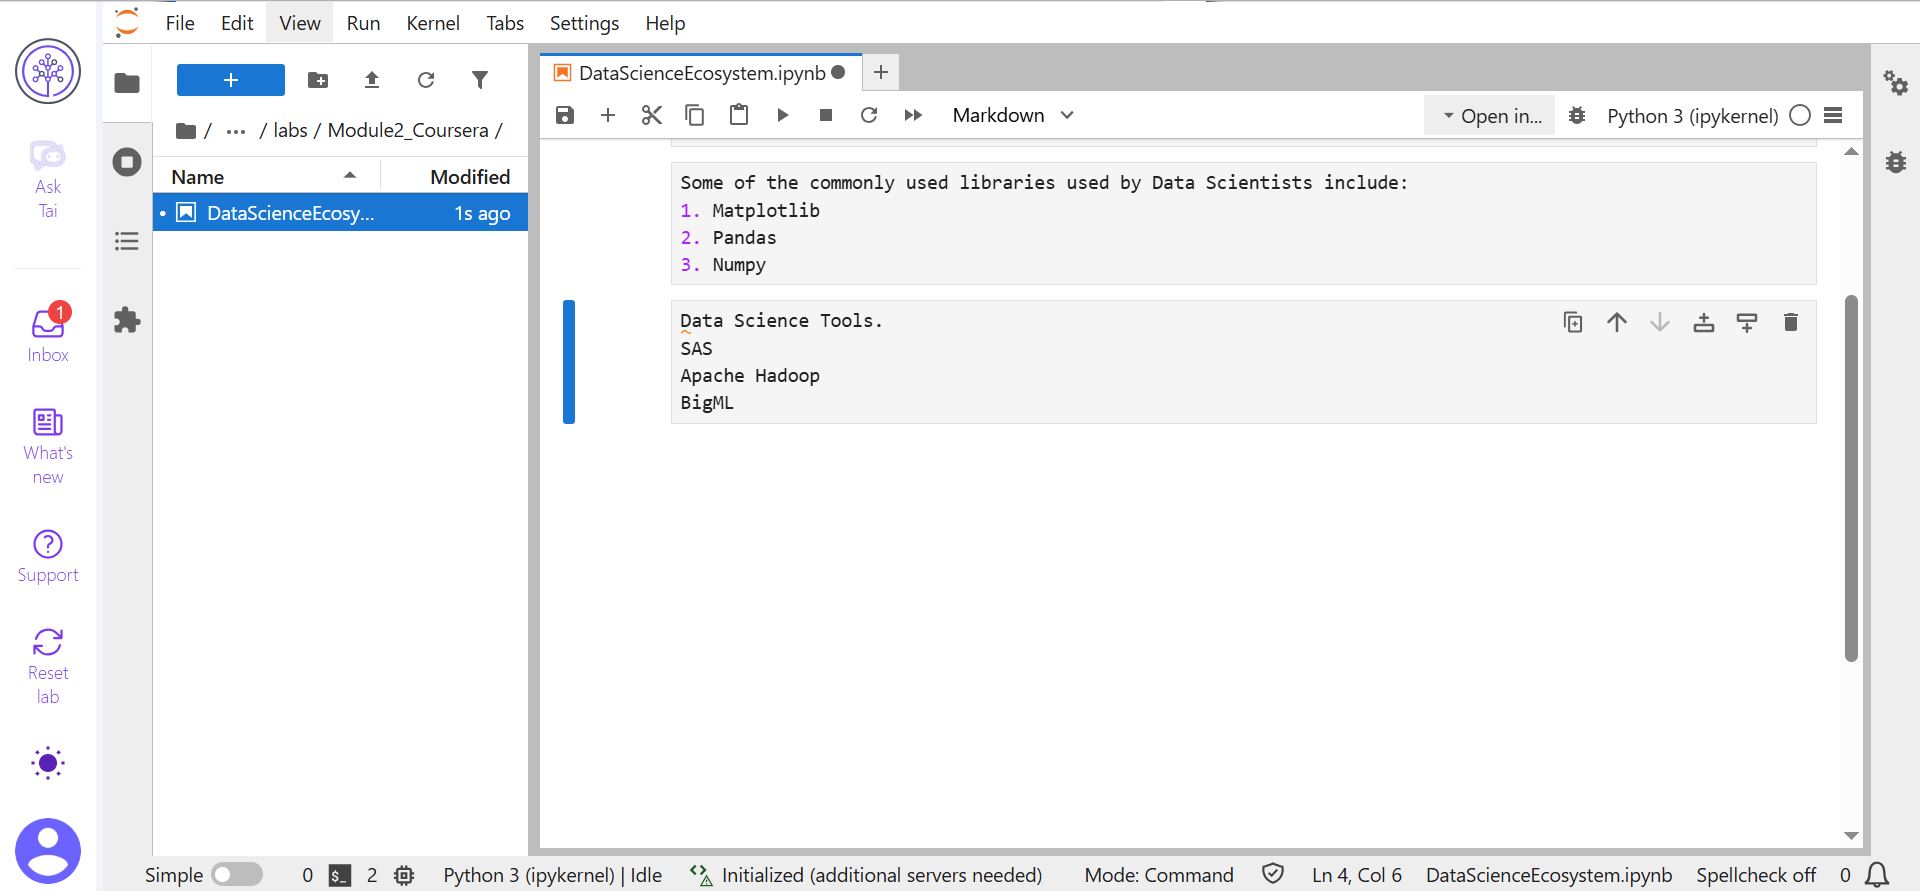 File Edit View Run Kernel Tabs Settings Help
Ask
Tai
1
Inbox
What's
new
Support
Reset
lab
+
/ ... / labs / Module2_Coursera /
Name Modified
DataScienceEcosy... 1s ago
DataScienceEcosystem.ipynb
Markdown
Open in...
Python 3 (ipykernel)
Some of the commonly used libraries used by Data Scientists include:
1. Matplotlib
2. Pandas
3. Numpy
Data Science Tools.
SAS
Apache Hadoop
BigML
Simple 0 $_ 2 Python 3 (ipykernel) | Idle Initialized (additional servers needed) Mode: Command Ln 4, Col 6 DataScienceEcosystem.ipynb Spellcheck off 0